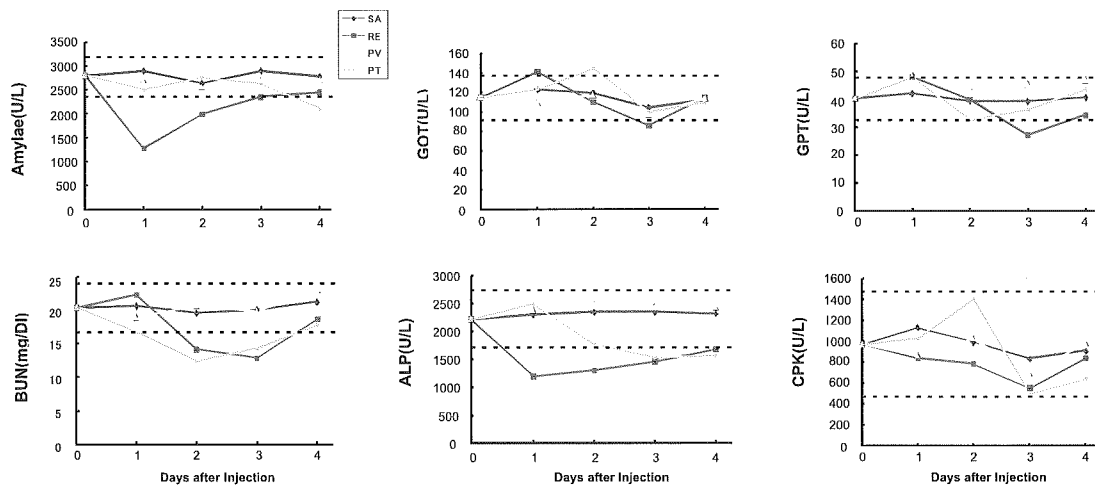 SA
RE
PV
PT
Amylae(U/L)
3500
3000
2500
2000
1500
1000
500
0
0 1 2 3 4
GOT(U/L)
160
140
120
100
80
60
40
20
0
0 1 2 3 4
GPT(U/L)
60
50
40
30
20
10
0
0 1 2 3 4
BUN(mg/Dl)
25
20
15
10
5
0
0 1 2 3 4
Days after Injection
ALP(U/L)
3000
2500
2000
1500
1000
500
0
0 1 2 3 4
Days after Injection
CPK(U/L)
1600
1400
1200
1000
800
600
400
200
0
0 1 2 3 4
Days after Injection